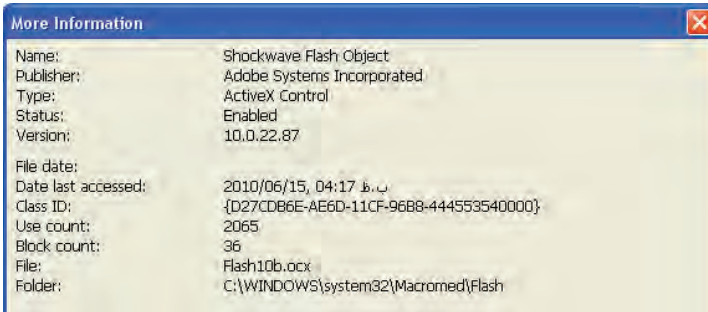 More Information
Name: Shockwave Flash Object
Publisher: Adobe Systems Incorporated
Type: ActiveX Control
Status: Enabled
Version: 10.0.22.87
File date:
Date last accessed: 2010/06/15, 04:17 ب.ظ
Class ID: {D27CDB6E-AE6D-11CF-96B8-444553540000}
Use count: 2065
Block count: 36
File: Flash10b.ocx
Folder: C:\WINDOWS\system32\Macromed\Flash